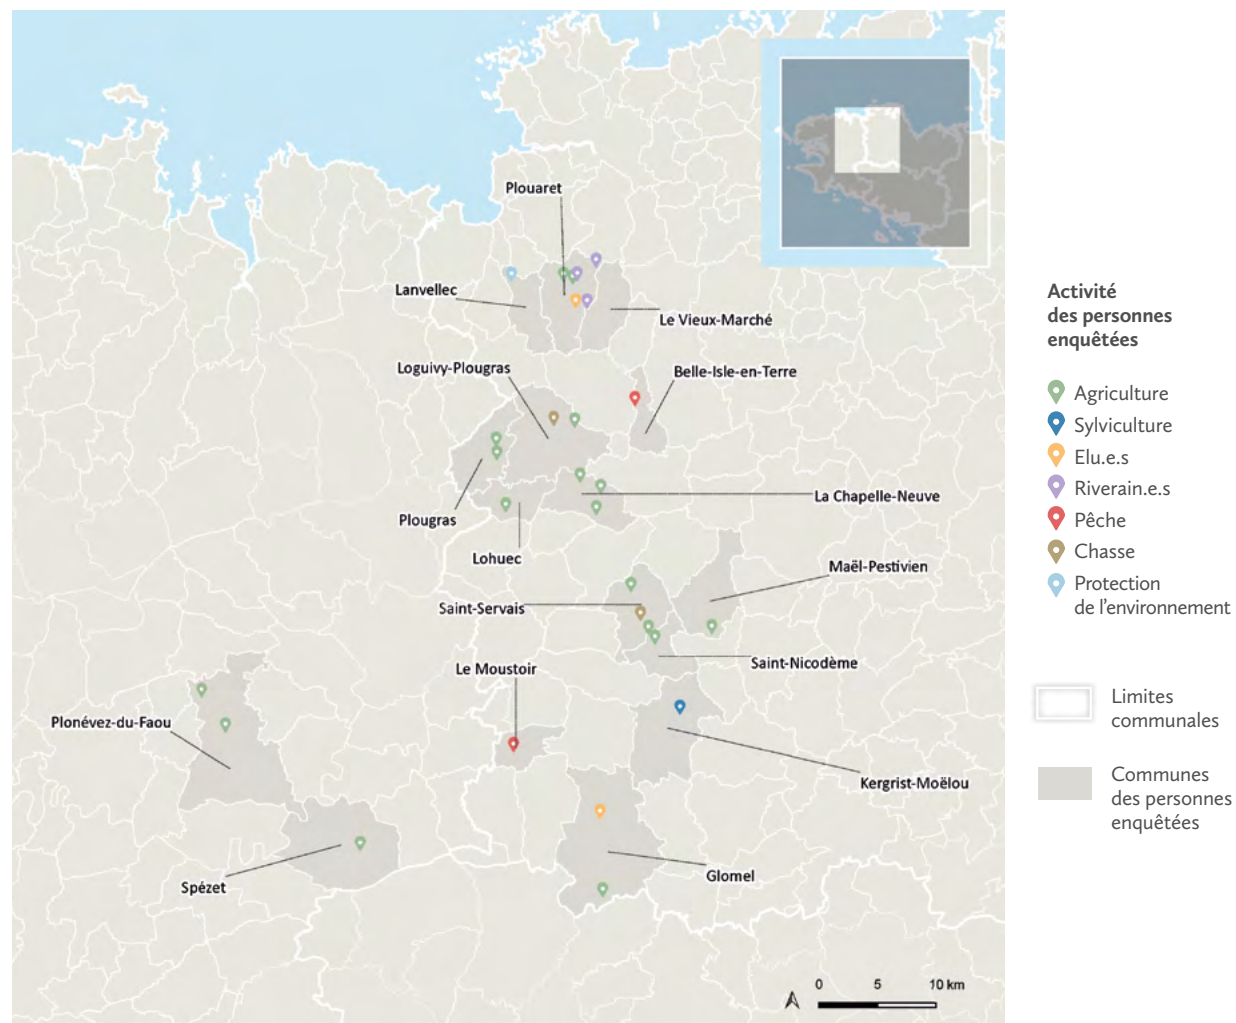 Plouaret
Lanvellec
Le Vieux-Marché
Loguivy-Plougras
Belle-Isle-en-Terre
La Chapelle-Neuve
Plougras
Lohuec
Maël-Pestivien
Saint-Servais
Saint-Nicodème
Le Moustoir
Plonévez-du-Faou
Kergrist-Moëlou
Glomel
Spézet
0 5 10 km
Activité
des personnes
enquêtées
Agriculture
Sylviculture
Elu.e.s
Riverain.e.s
Pêche
Chasse
Protection
de l'environnement
Limites
communales
Communes
des personnes
enquêtées